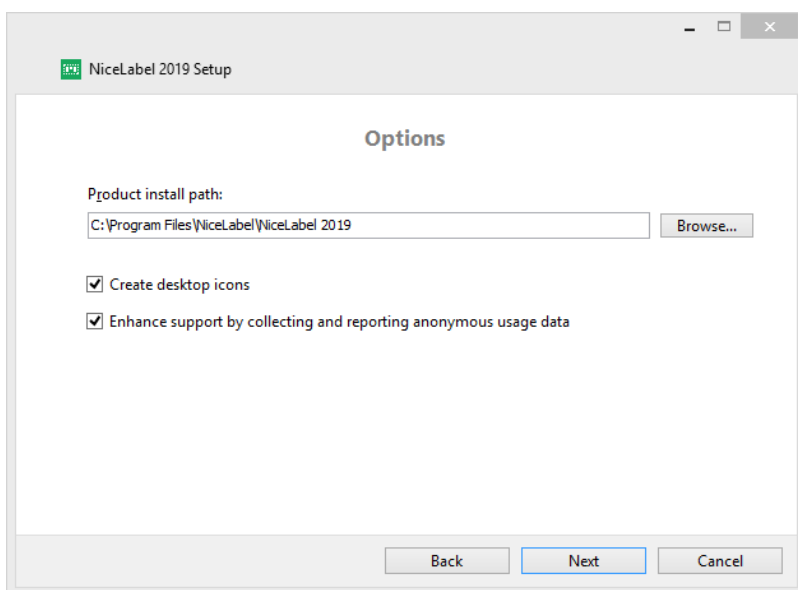 NiceLabel 2019 Setup
Options
Product install path:
C:\Program Files\NiceLabel\NiceLabel 2019
Browse...
Create desktop icons
Enhance support by collecting and reporting anonymous usage data
Back
Next
Cancel